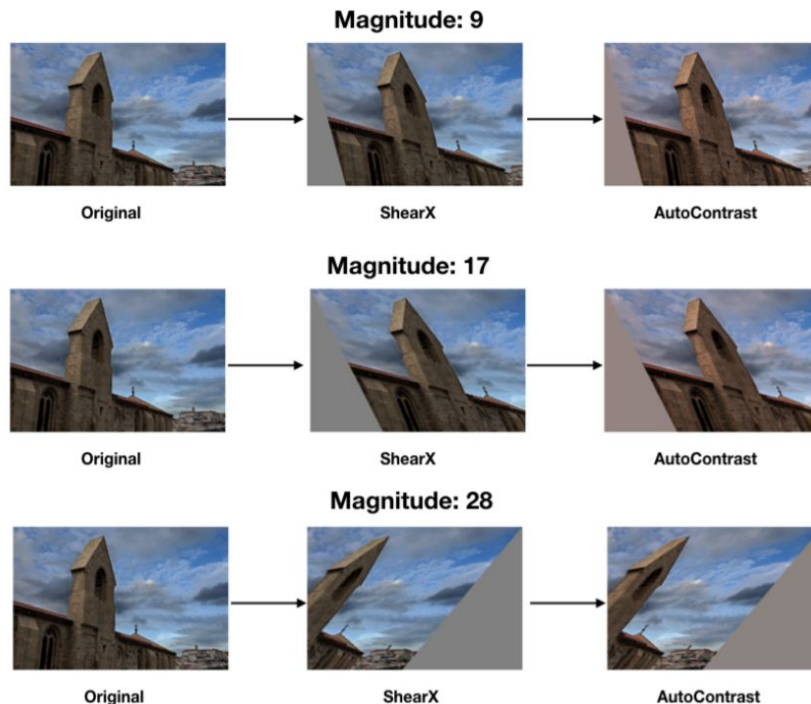 Magnitude: 9
Original
ShearX
AutoContrast
Magnitude: 17
Original
ShearX
AutoContrast
Magnitude: 28
Original
ShearX
AutoContrast